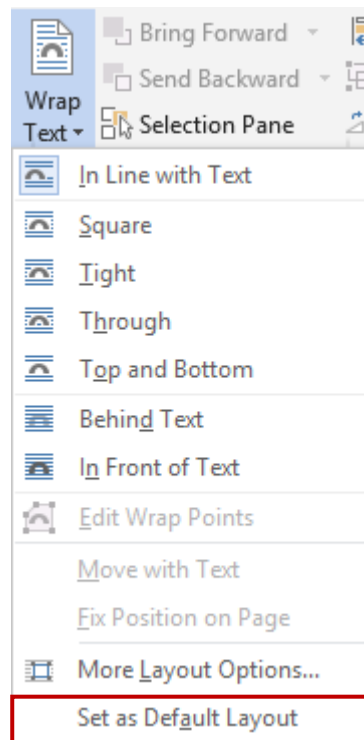 Bring Forward
Send Backward
Wrap
Text
Selection Pane
In Line with Text
Square
Tight
Through
Top and Bottom
Behind Text
In Front of Text
Edit Wrap Points
Move with Text
Fix Position on Page
More Layout Options...
Set as Default Layout